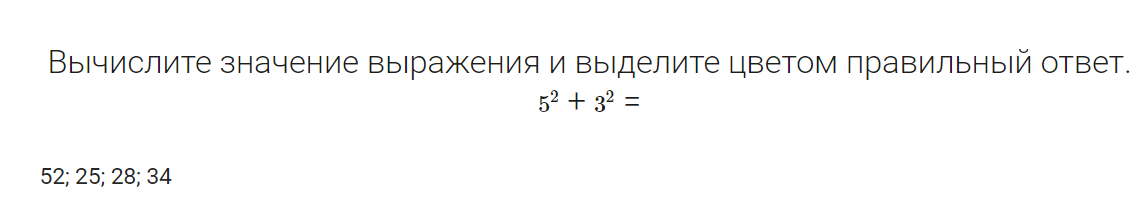 Вычислите значение выражения и выделите цветом правильный ответ.
5² + 3² =
52; 25; 28; 34